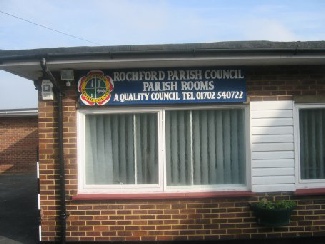 ROCHFORD PARISH COUNCIL
PARISH ROOMS
A QUALITY COUNCIL TEL 01702 540722